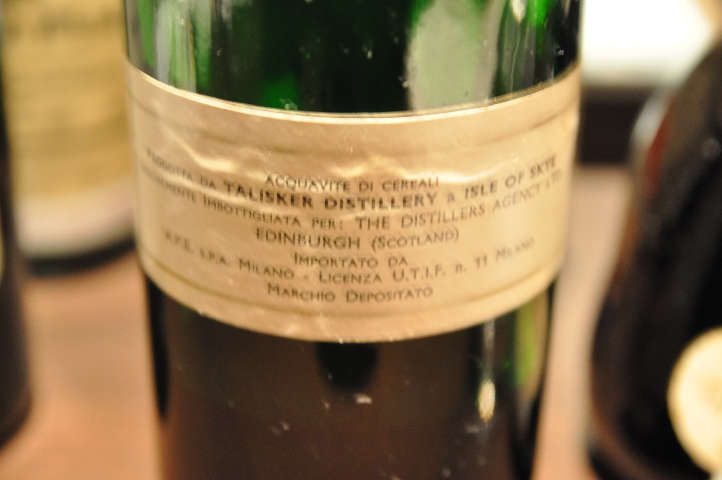 ACQUAVITE DI CEREALI
PRODOTTA DA TALISKER DISTILLERY a ISLE OF SKYE
IMBOTTIGLIATA PER: THE DISTILLERS AGENCY LTD.
EDINBURGH (SCOTLAND)
IMPORTATO DA
S.P.A. MILANO - LICENZA U.T.I.F. n. 11 MILANO
MARCHIO DEPOSITATO